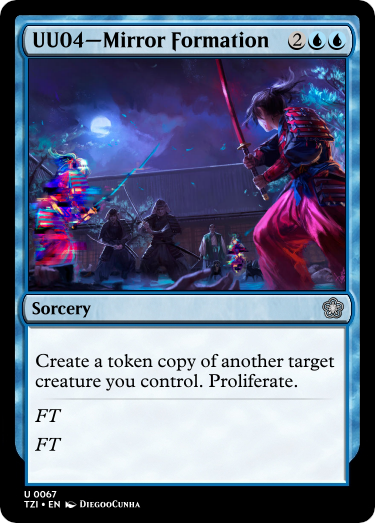 UU04—Mirror Formation 2
Sorcery
Create a token copy of another target
creature you control. Proliferate.
FT
FT
U 0067
TZI • EN DiegooCunha